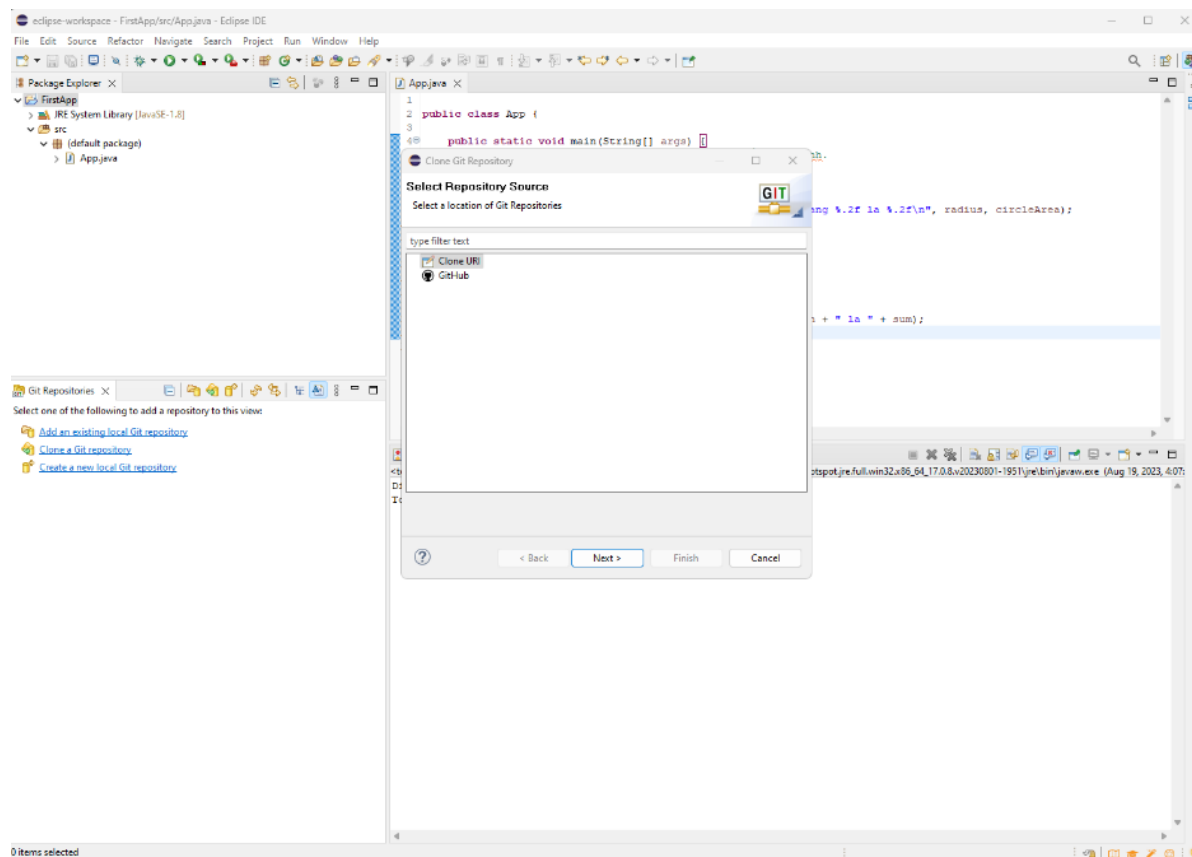 eclipse-workspace - FirstApp/src/App.java - Eclipse IDE
File Edit Source Refactor Navigate Search Project Run Window Help
Package Explorer
FirstApp
JRE System Library [JavaSE-1.8]
src
(default package)
App.java
App.java
1
2 public class App {
3
4 public static void main(String[] args) {
nh.
ang %.2f la %.2f\n", radius, circleArea);
+ " la " + sum);
Clone Git Repository
Select Repository Source
Select a location of Git Repositories
GIT
type filter text
Clone URI
GitHub
< Back Next > Finish Cancel
Git Repositories
Select one of the following to add a repository to this view:
Add an existing local Git repository
Clone a Git repository
Create a new local Git repository
otspot.jre.full.win32.x86_64_17.0.8.v20230801-1951\jre\bin\javaw.exe (Aug 19, 2023, 4:07:
0 items selected